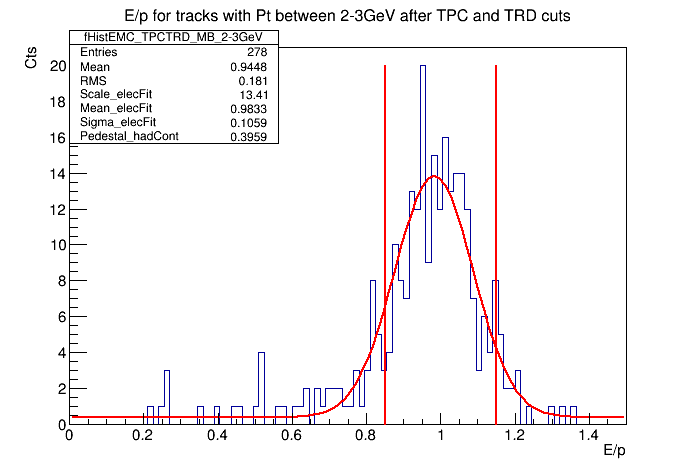 E/p for tracks with Pt between 2-3GeV after TPC and TRD cuts
fHistEMC_TPCTRD_MB_2-3GeV
Entries 278
Mean 0.9448
RMS 0.181
Scale_elecFit 13.41
Mean_elecFit 0.9833
Sigma_elecFit 0.1059
Pedestal_hadCont 0.3959
Cts
20
18
16
14
12
10
8
6
4
2
0
0 0.2 0.4 0.6 0.8 1 1.2 1.4
E/p